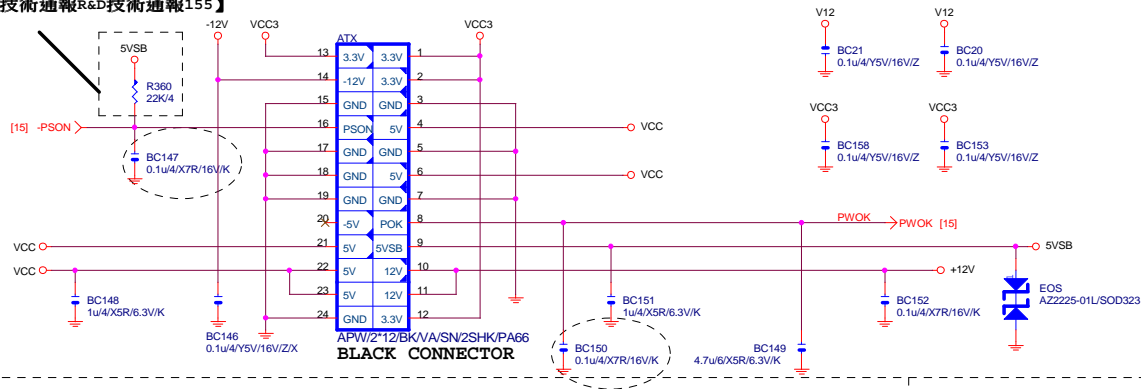 技術通報R&D技術通報155】
-12V
VCC3
VCC3
V12
V12
5VSB
R360
22K/4
BC21
0.1u/4/Y5V/16V/Z
BC20
0.1u/4/Y5V/16V/Z
ATX
13 3.3V 3.3V 1
14 -12V 3.3V 2
15 GND GND 3
[15] -PSON 16 PSON 5V 4 VCC
17 GND GND 5
18 GND 5V 6 VCC
19 GND GND 7
20 -5V POK 8 PWOK PWOK [15]
VCC 21 5V 5VSB 9 5VSB
VCC 22 5V 12V 10 +12V
23 5V 12V 11
24 GND 3.3V 12
VCC3
VCC3
BC158
0.1u/4/Y5V/16V/Z
BC153
0.1u/4/Y5V/16V/Z
BC147
0.1u/4/X7R/16V/K
BC148
1u/4/X5R/6.3V/K
BC146
0.1u/4/Y5V/16V/Z/X
BC151
1u/4/X5R/6.3V/K
BC152
0.1u/4/X7R/16V/K
EOS
AZ2225-01L/SOD323
APW/2*12/BK/VA/SN/2SHK/PA66
BLACK CONNECTOR
BC150
0.1u/4/X7R/16V/K
BC149
4.7u/6/X5R/6.3V/K